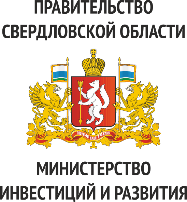 ПРАВИТЕЛЬСТВО
СВЕРДЛОВСКОЙ ОБЛАСТИ
МИНИСТЕРСТВО
ИНВЕСТИЦИЙ И РАЗВИТИЯ